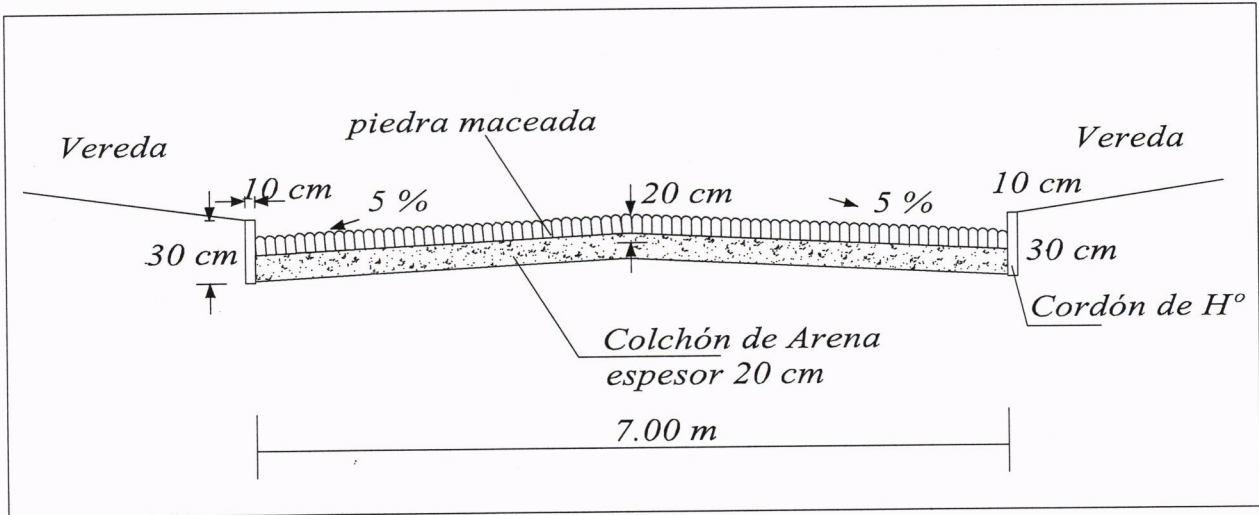 piedra maceada
Vereda
Vereda
10 cm
5 %
20 cm
5 %
10 cm
30 cm
30 cm
Cordón de Hº
Colchón de Arena
espesor 20 cm
7.00 m